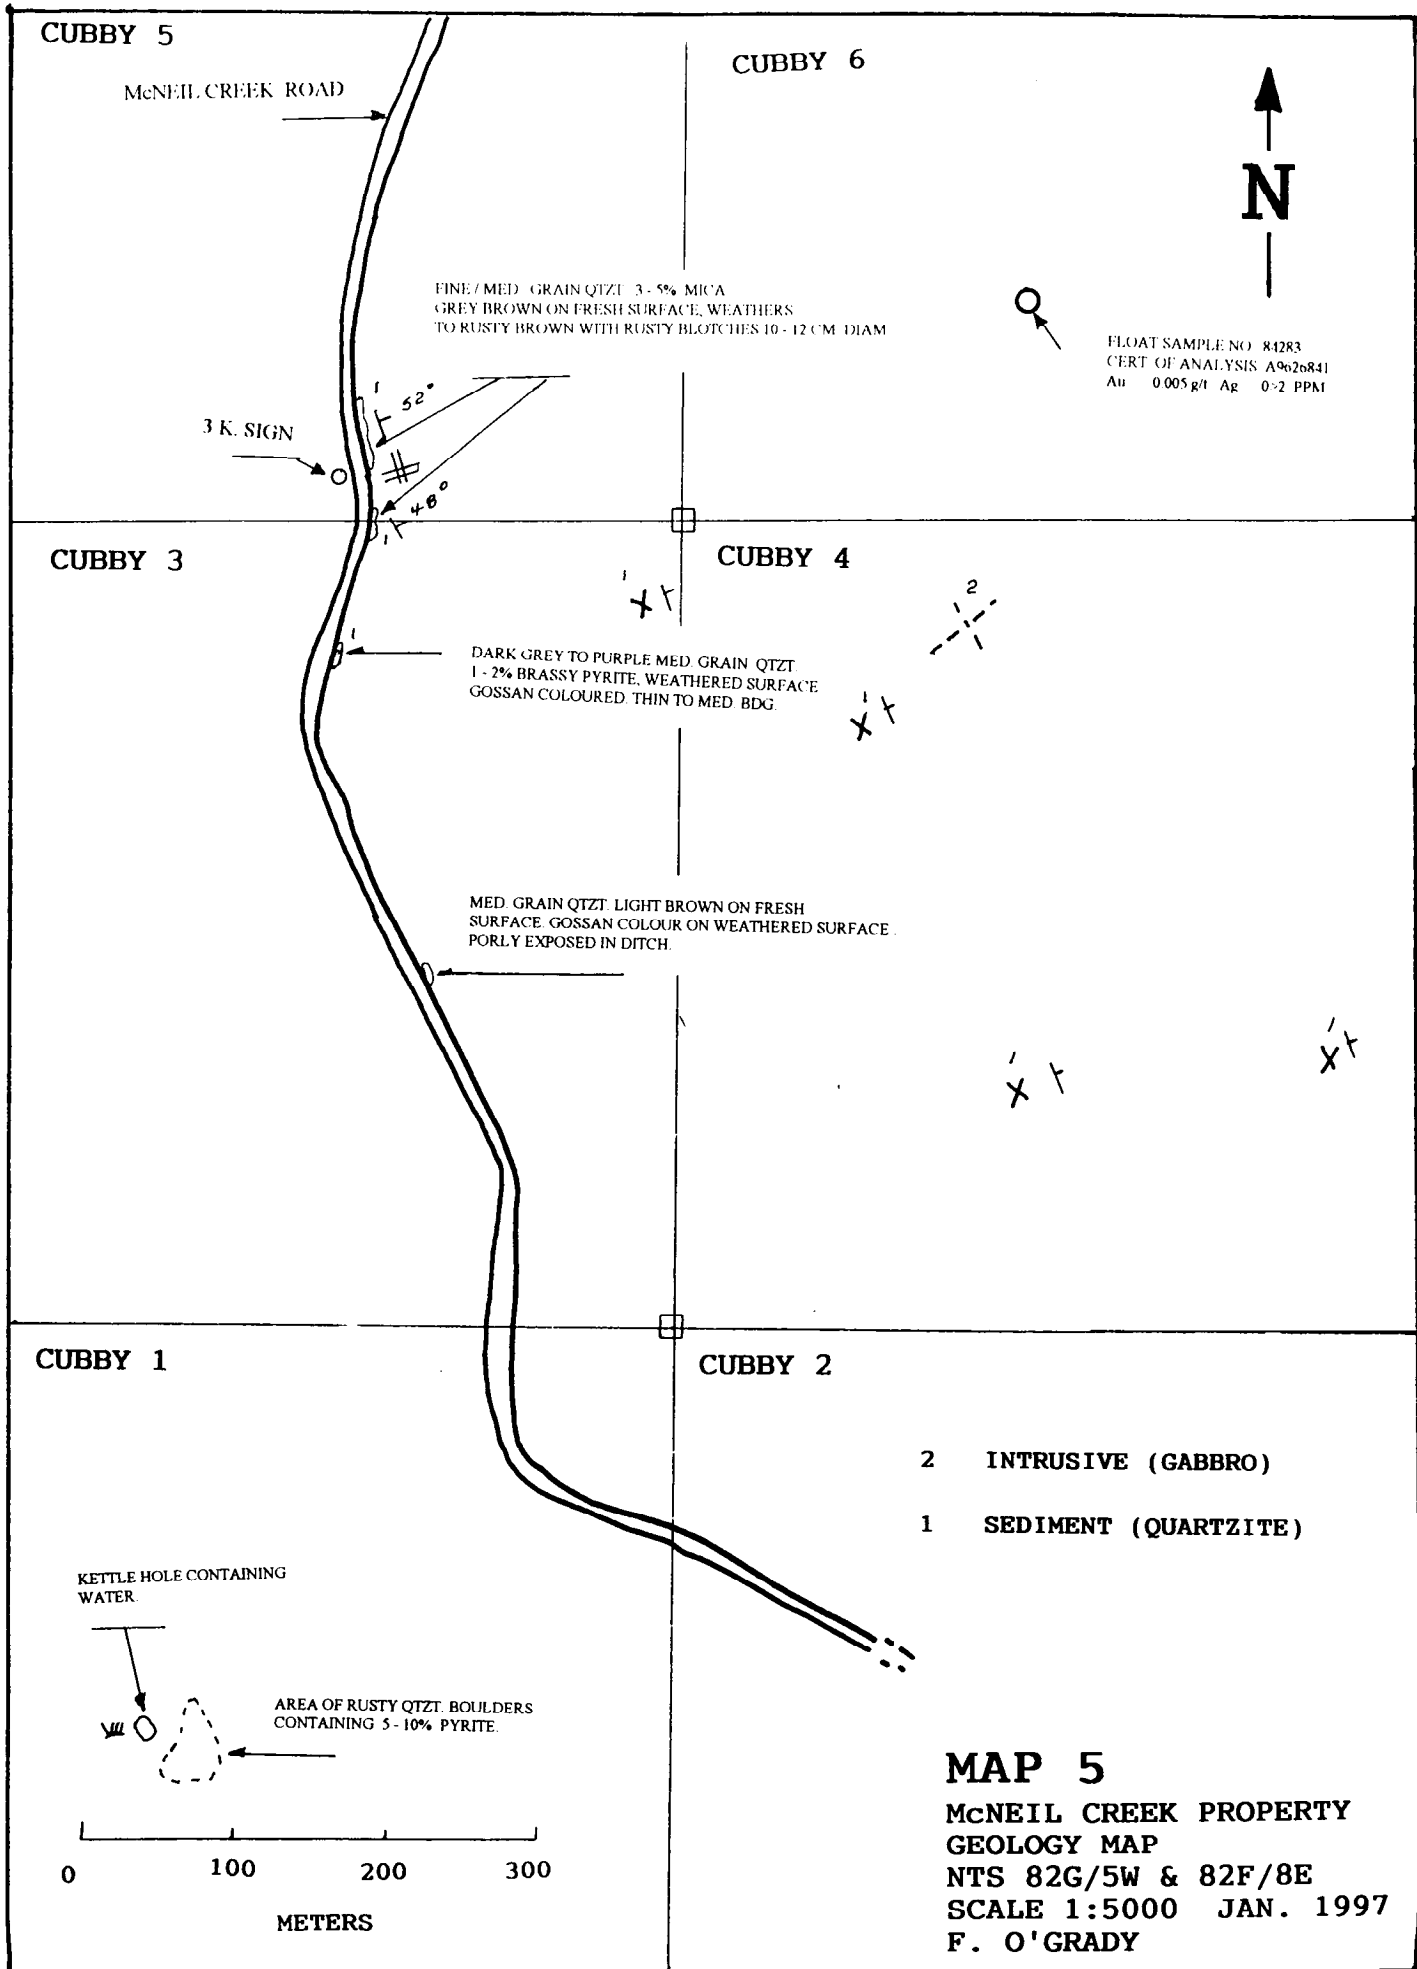 CUBBY 5
CUBBY 6
McNEIL CREEK ROAD
N
FINE / MED. GRAIN QTZT. 3 - 5% MICA
GREY BROWN ON FRESH SURFACE, WEATHERS
TO RUSTY BROWN WITH RUSTY BLOTCHES 10 - 12 CM DIAM
FLOAT SAMPLE NO 84283
CERT OF ANALYSIS A9626841
Au 0.005 g/t Ag PPM
1
52°
3 K. SIGN
48°
1
CUBBY 3
CUBBY 4
1
2
1
DARK GREY TO PURPLE MED. GRAIN QTZT.
1 - 2% BRASSY PYRITE, WEATHERED SURFACE
GOSSAN COLOURED. THIN TO MED. BDG.
1
MED. GRAIN QTZT. LIGHT BROWN ON FRESH
SURFACE. GOSSAN COLOUR ON WEATHERED SURFACE.
PORLY EXPOSED IN DITCH.
1
1
CUBBY 1
CUBBY 2
2 INTRUSIVE (GABBRO)
1 SEDIMENT (QUARTZITE)
KETTLE HOLE CONTAINING
WATER.
AREA OF RUSTY QTZT. BOULDERS
CONTAINING 5 - 10% PYRITE.
0 100 200 300
METERS
MAP 5
McNEIL CREEK PROPERTY
GEOLOGY MAP
NTS 82G/5W & 82F/8E
SCALE 1:5000 JAN. 1997
F. O'GRADY